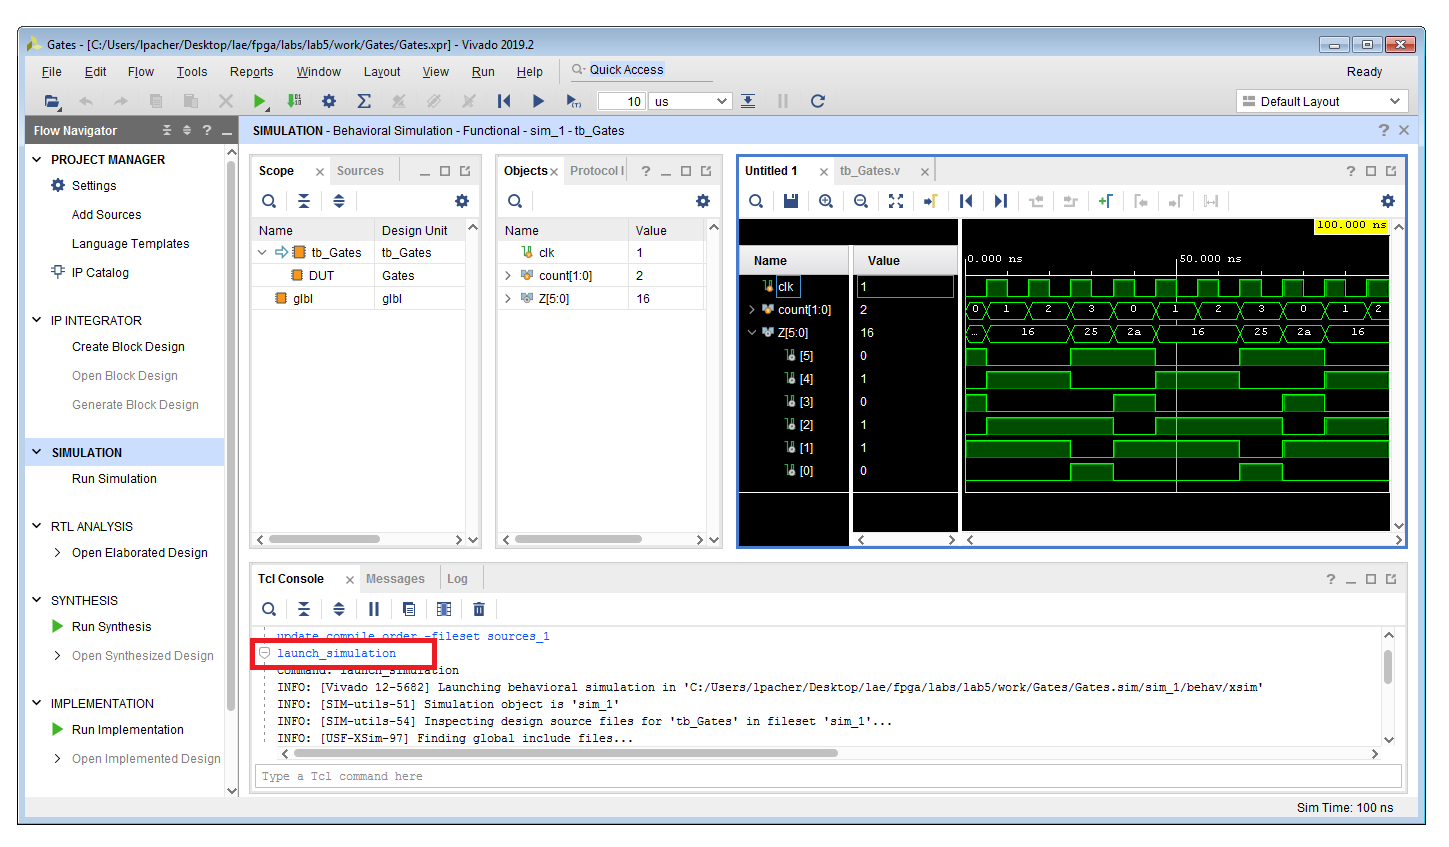 Gates - [C:/Users/lpacher/Desktop/lae/fpga/labs/lab5/work/Gates/Gates.xpr] - Vivado 2019.2
File Edit Flow Tools Reports Window Layout View Run Help Quick Access Ready
10 us Default Layout
Flow Navigator
PROJECT MANAGER
Settings
Add Sources
Language Templates
IP Catalog
IP INTEGRATOR
Create Block Design
Open Block Design
Generate Block Design
SIMULATION
Run Simulation
RTL ANALYSIS
Open Elaborated Design
SYNTHESIS
Run Synthesis
Open Synthesized Design
IMPLEMENTATION
Run Implementation
Open Implemented Design
SIMULATION - Behavioral Simulation - Functional - sim_1 - tb_Gates
Scope Sources
Name Design Unit
tb_Gates tb_Gates
DUT Gates
glbl glbl
Objects Protocol I
Name Value
clk 1
count[1:0] 2
Z[5:0] 16
Untitled 1 tb_Gates.v
100.000 ns
Name Value 0.000 ns 50.000 ns
clk 1
count[1:0] 2 0 1 2 3 0 1 2 3 0 1 2
Z[5:0] 16 ... 16 25 2a 16 25 2a 16
[5] 0
[4] 1
[3] 0
[2] 1
[1] 1
[0] 0
Tcl Console Messages Log
update_compile_order -fileset sources_1
launch_simulation
Command: launch_simulation
INFO: [Vivado 12-5682] Launching behavioral simulation in 'C:/Users/lpacher/Desktop/lae/fpga/labs/lab5/work/Gates/Gates.sim/sim_1/behav/xsim'
INFO: [SIM-utils-51] Simulation object is 'sim_1'
INFO: [SIM-utils-54] Inspecting design source files for 'tb_Gates' in fileset 'sim_1'...
INFO: [USF-XSim-97] Finding global include files...
Type a Tcl command here
Sim Time: 100 ns